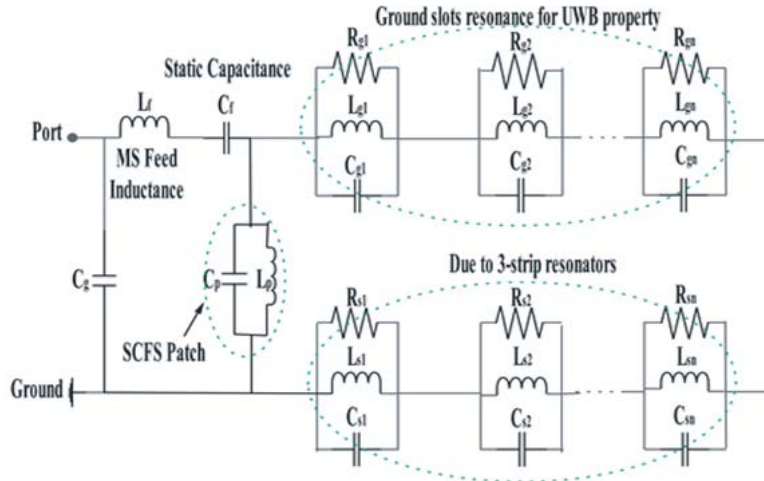 Ground slots resonance for UWB property
Rg1
Rg2
Rgn
Static Capacitance
Lf
Cf
Lg1
Lg2
Lgn
Port
MS Feed
Inductance
Cg1
Cg2
Cgn
Cg
Cp
Lp
Due to 3-strip resonators
Rs1
Rs2
Rsn
SCFS Patch
Ls1
Ls2
Lsn
Ground
Cs1
Cs2
Csn